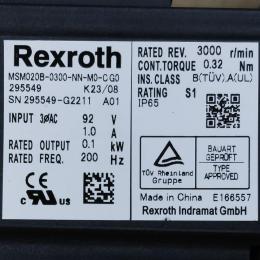 Rexroth
MSM020B-0300-NN-M0-CG0
295549 K23/08
SN 295549-G2211 A01
INPUT 3ØAC 92 V
1.0 A
RATED OUTPUT 0.1 kW
RATED FREQ. 200 Hz
RATED REV. 3000 r/min
CONT.TORQUE 0.32 Nm
INS.CLASS B(TÜV),A(UL)
RATING S1
IP65
TÜV Rheinland
Gruppe
BAUART
GEPRÜFT
TYPE
APPROVED
Made in China E166557
Rexroth Indramat GmbH